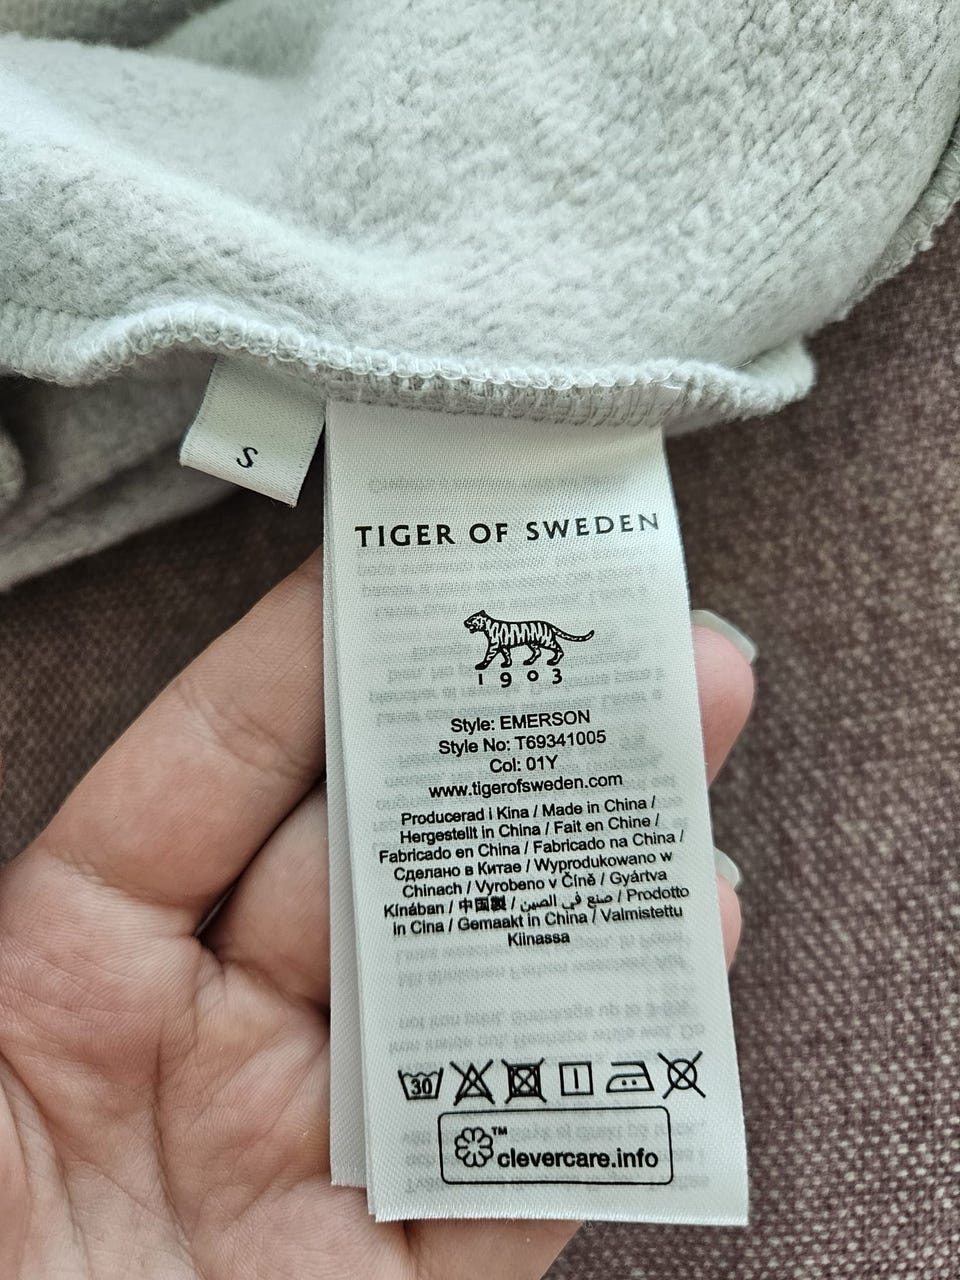 S
TIGER OF SWEDEN
1903
Style: EMERSON
Style No: T69341005
Col: 01Y
www.tigerofsweden.com
Producerad i Kina / Made in China /
Hergestellt in China / Fait en Chine /
Fabricado en China / Fabricado na China /
Сделано в Китае / Wyprodukowano w
Chinach / Vyrobeno v Číně / Gyártva
Kínában / 中国製 / صنع في الصين / Prodotto
in Cina / Gemaakt in China / Valmistettu
Kiinassa
30
™
clevercare.info